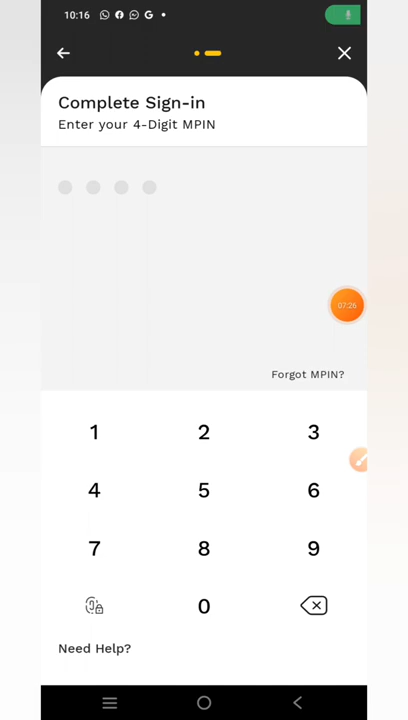 10:16
Complete Sign-in
Enter your 4-Digit MPIN
07:26
Forgot MPIN?
1 2 3
4 5 6
7 8 9
0
Need Help?